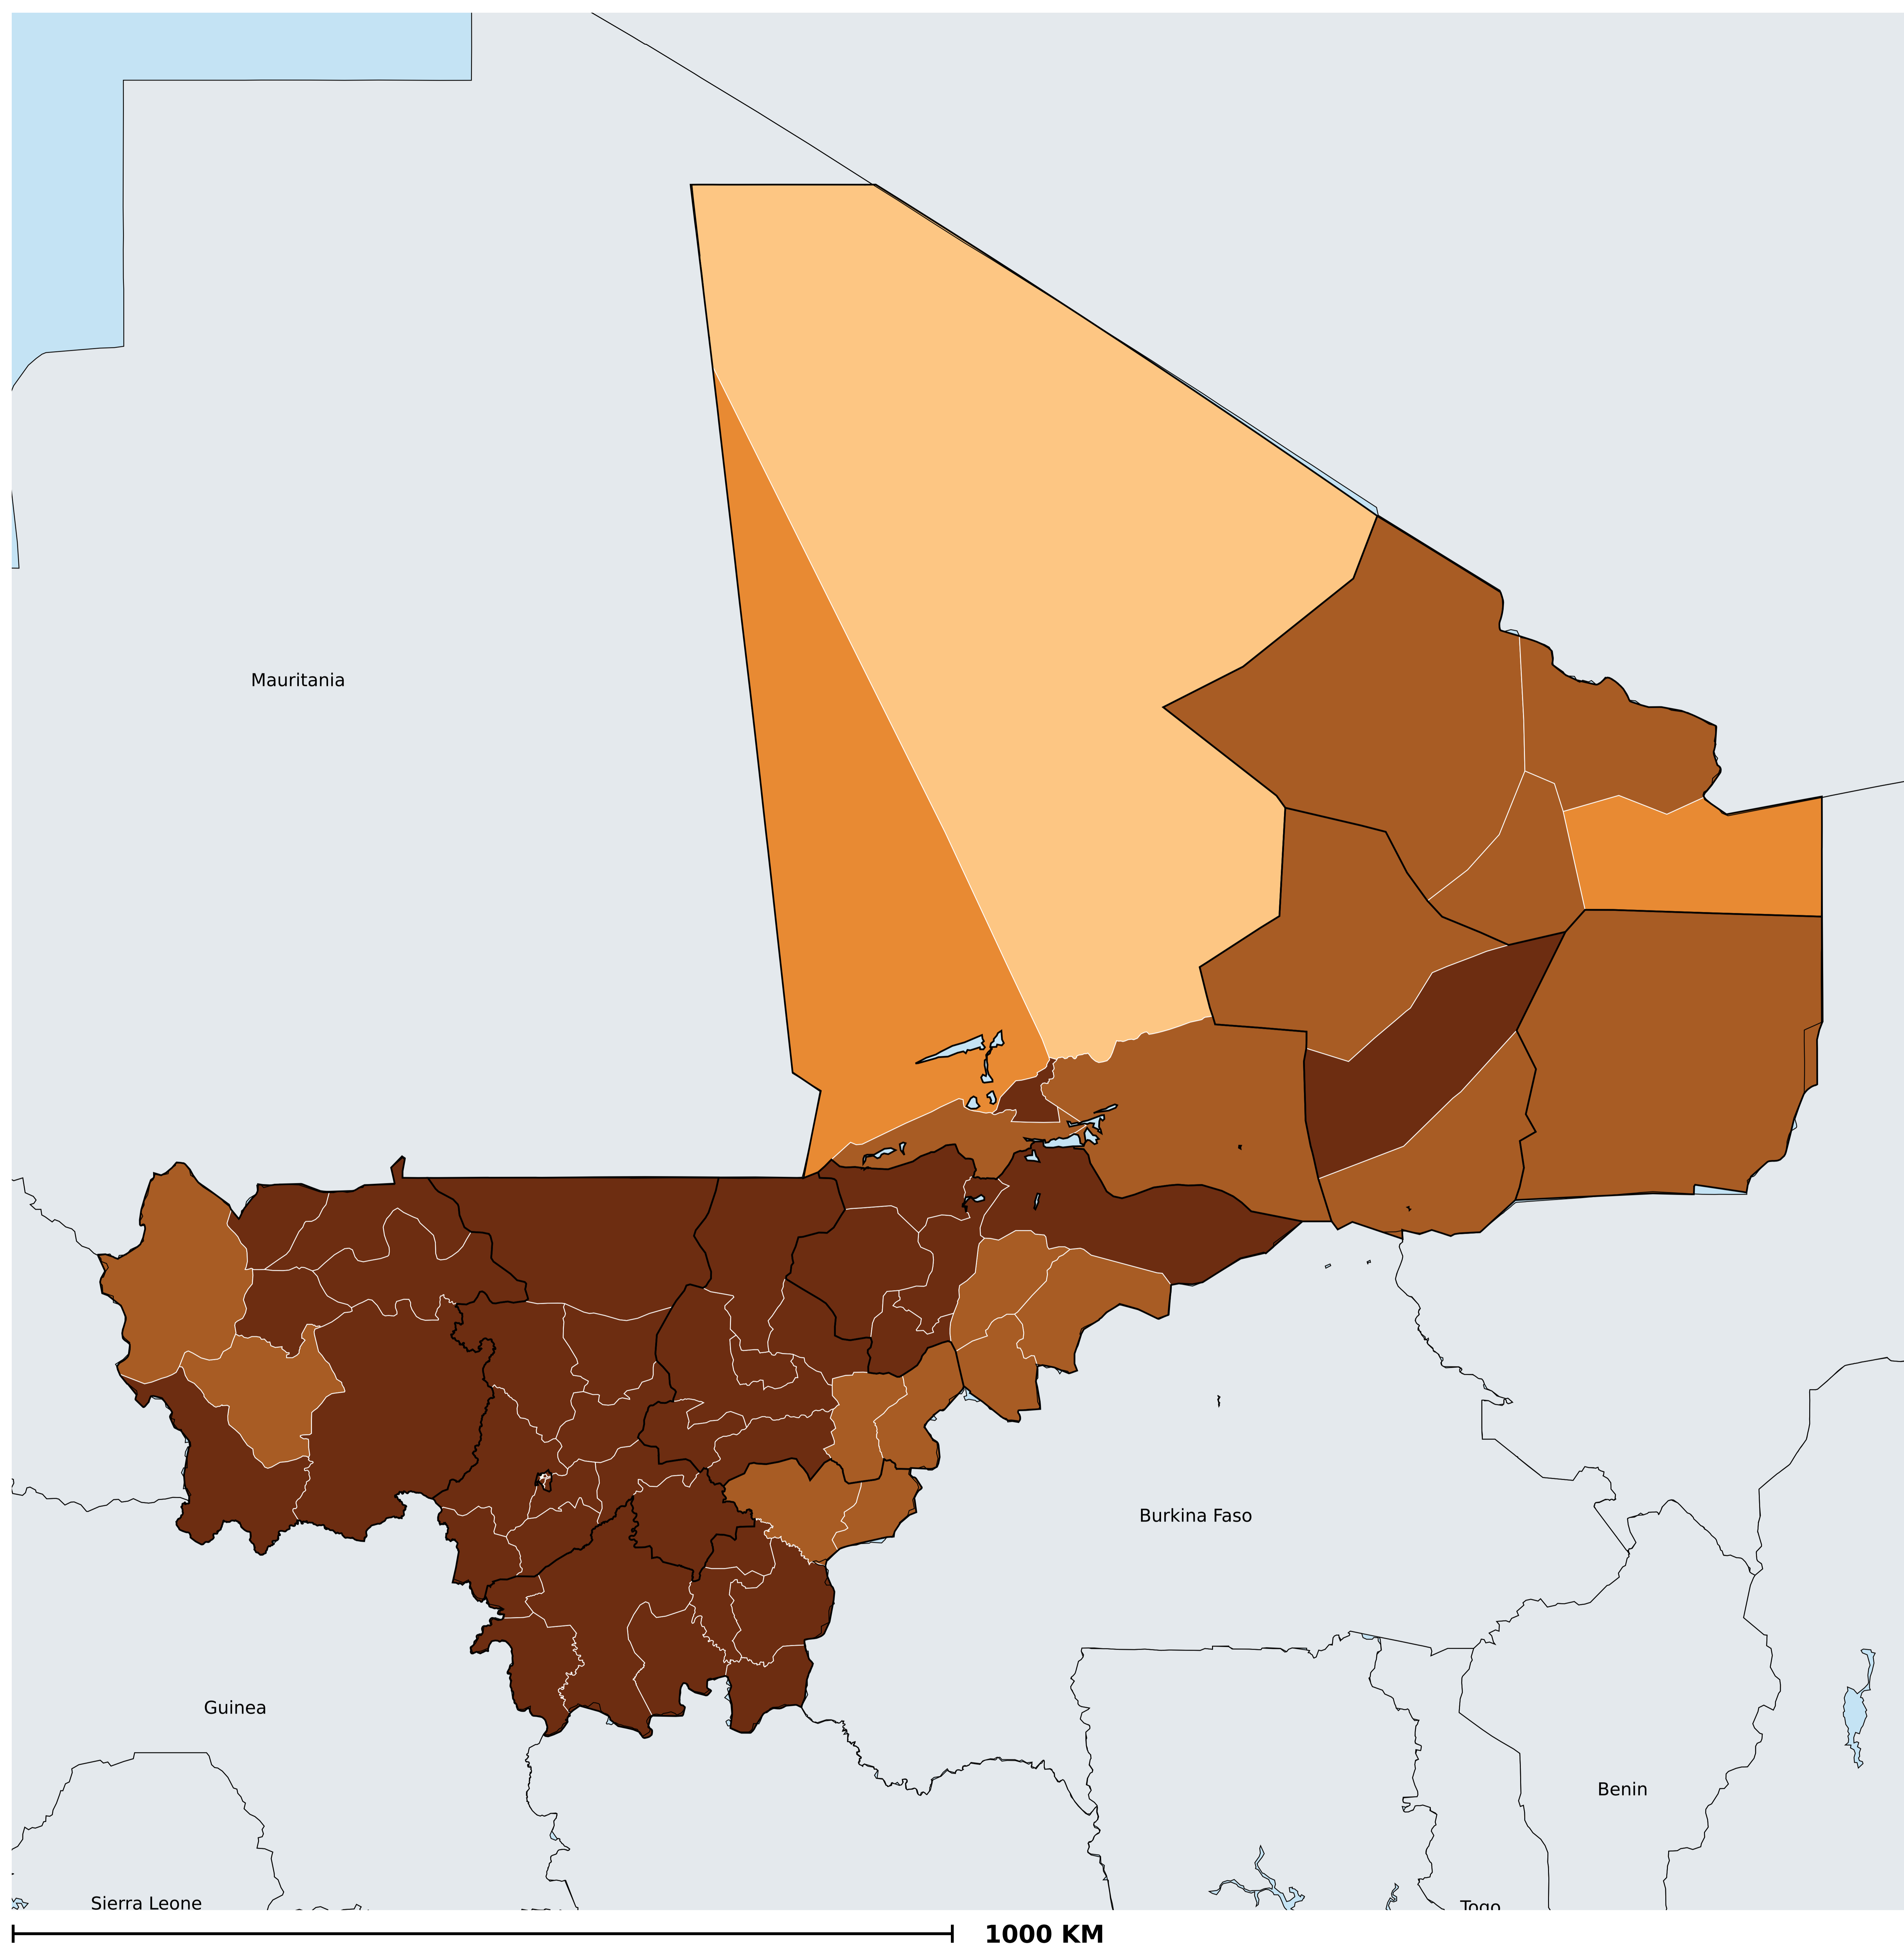 Mauritania
Burkina Faso
Guinea
Benin
Sierra Leone
Togo
1000 KM